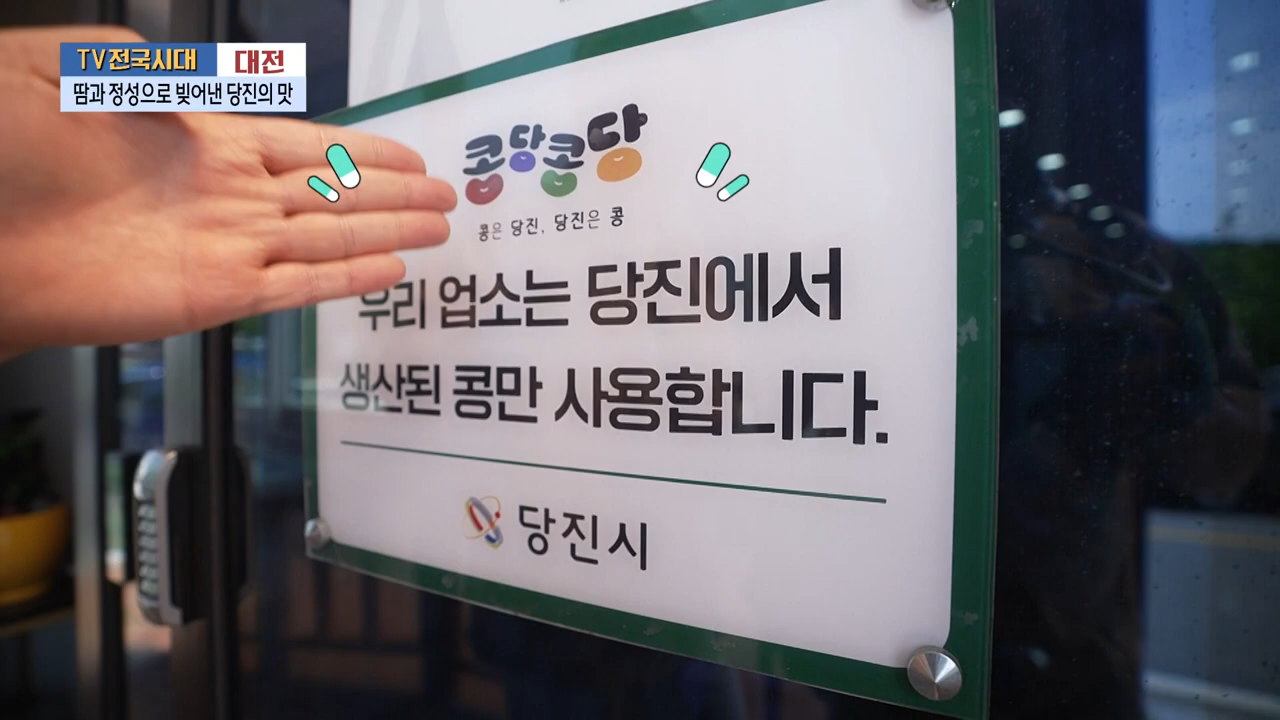 TV전국시대 대전
땀과 정성으로 빚어낸 당진의 맛
콩당콩당
콩은 당진, 당진은 콩
우리 업소는 당진에서
생산된 콩만 사용합니다.
당진시